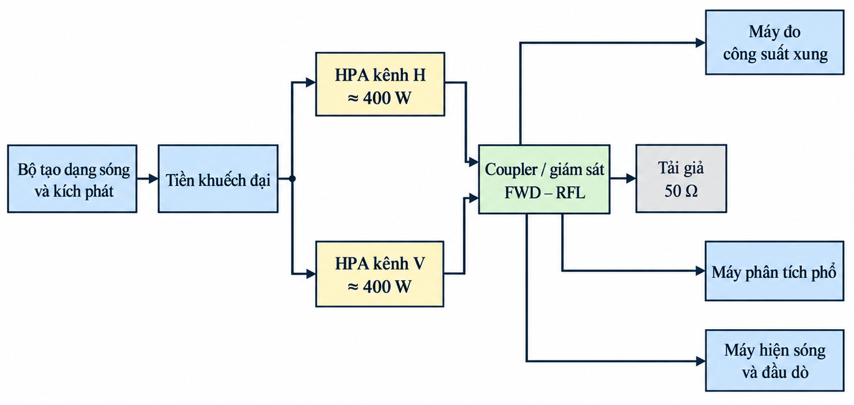 Máy đo
công suất xung
HPA kênh H
≈ 400 W
Bộ tạo dạng sóng
và kích phát
Tiền khuếch đại
Coupler / giám sát
FWD – RFL
Tải giả
50 Ω
HPA kênh V
≈ 400 W
Máy phân tích phổ
Máy hiện sóng
và đầu dò